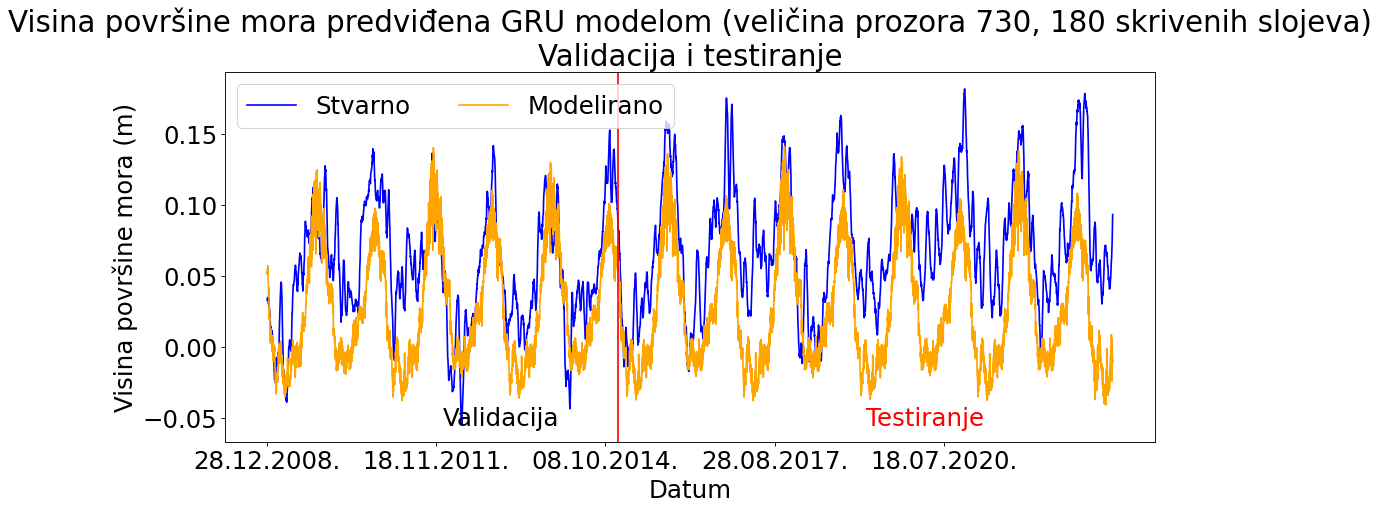 Visina površine mora predviđena GRU modelom (veličina prozora 730, 180 skrivenih slojeva)
Validacija i testiranje
Stvarno Modelirano
Visina površine mora (m)
0.15
0.10
0.05
0.00
−0.05
Validacija Testiranje
28.12.2008. 18.11.2011. 08.10.2014. 28.08.2017. 18.07.2020.
Datum